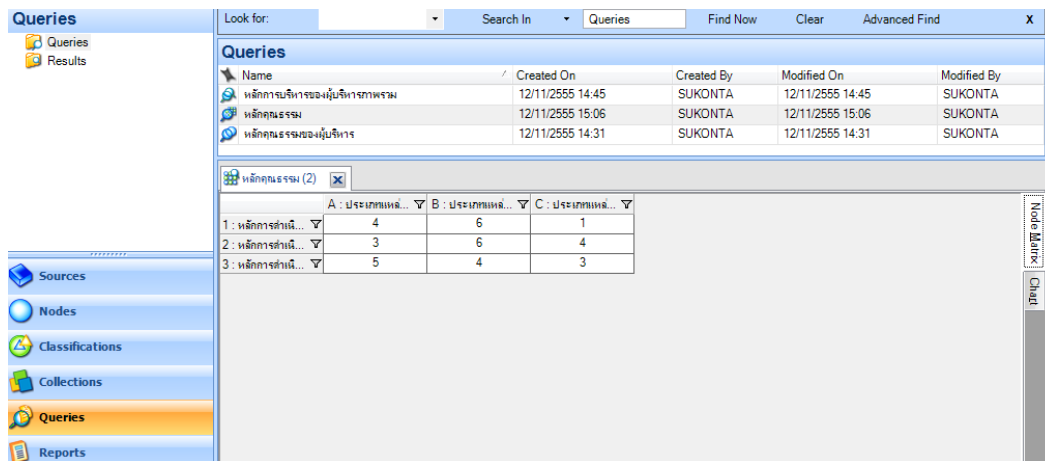 Queries
Queries
Results
Look for: Search In Queries Find Now Clear Advanced Find X
Queries
Name Created On Created By Modified On Modified By
หลักการบริหารของผู้บริหารภาพรวม 12/11/2555 14:45 SUKONTA 12/11/2555 14:45 SUKONTA
หลักคุณธรรม 12/11/2555 15:06 SUKONTA 12/11/2555 15:06 SUKONTA
หลักคุณธรรมของผู้บริหาร 12/11/2555 14:31 SUKONTA 12/11/2555 14:31 SUKONTA
หลักคุณธรรม (2)
A : ประเภทแหล่... B : ประเภทแหล่... C : ประเภทแหล่...
1 : หลักการดำเนิ... 4 6 1
2 : หลักการดำเนิ... 3 6 4
3 : หลักการดำเนิ... 5 4 3
Node Matrix
Chart
Sources
Nodes
Classifications
Collections
Queries
Reports